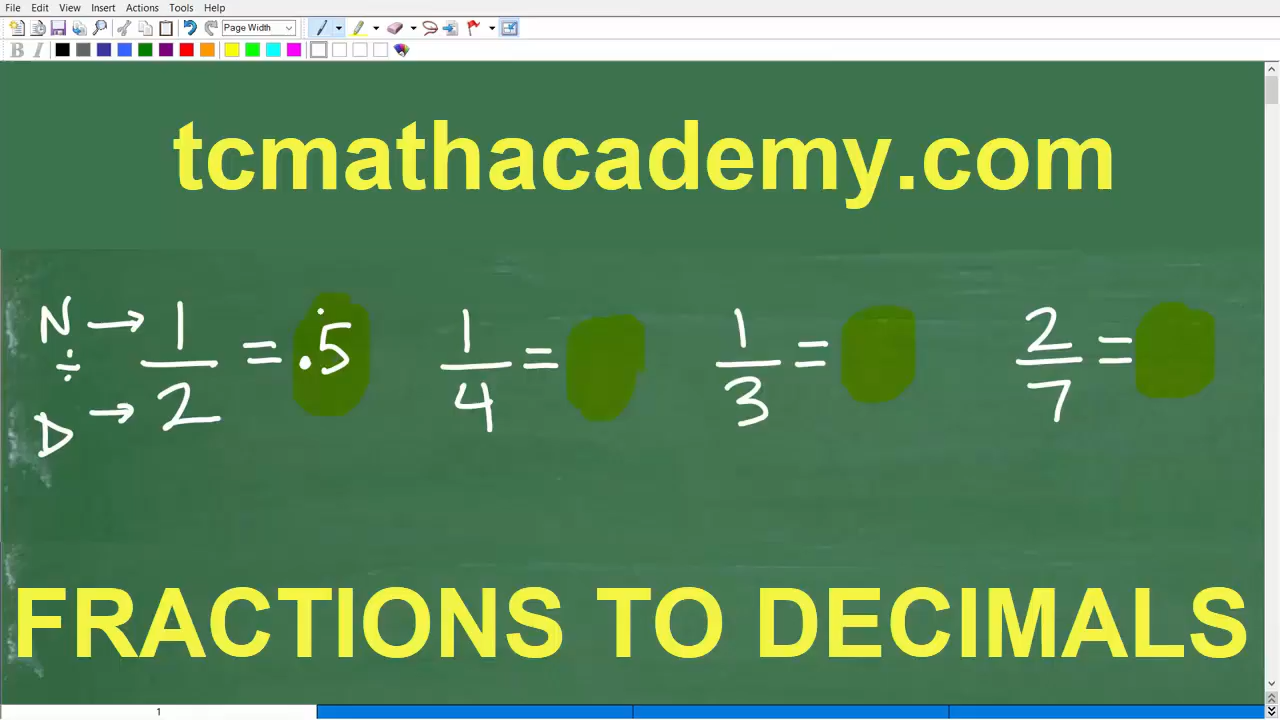 File Edit View Insert Actions Tools Help
Page Width
B I
tcmathacademy.com
N → 1/2 = .5 1/4 = 1/3 = 2/7 =
÷
D →
FRACTIONS TO DECIMALS
1